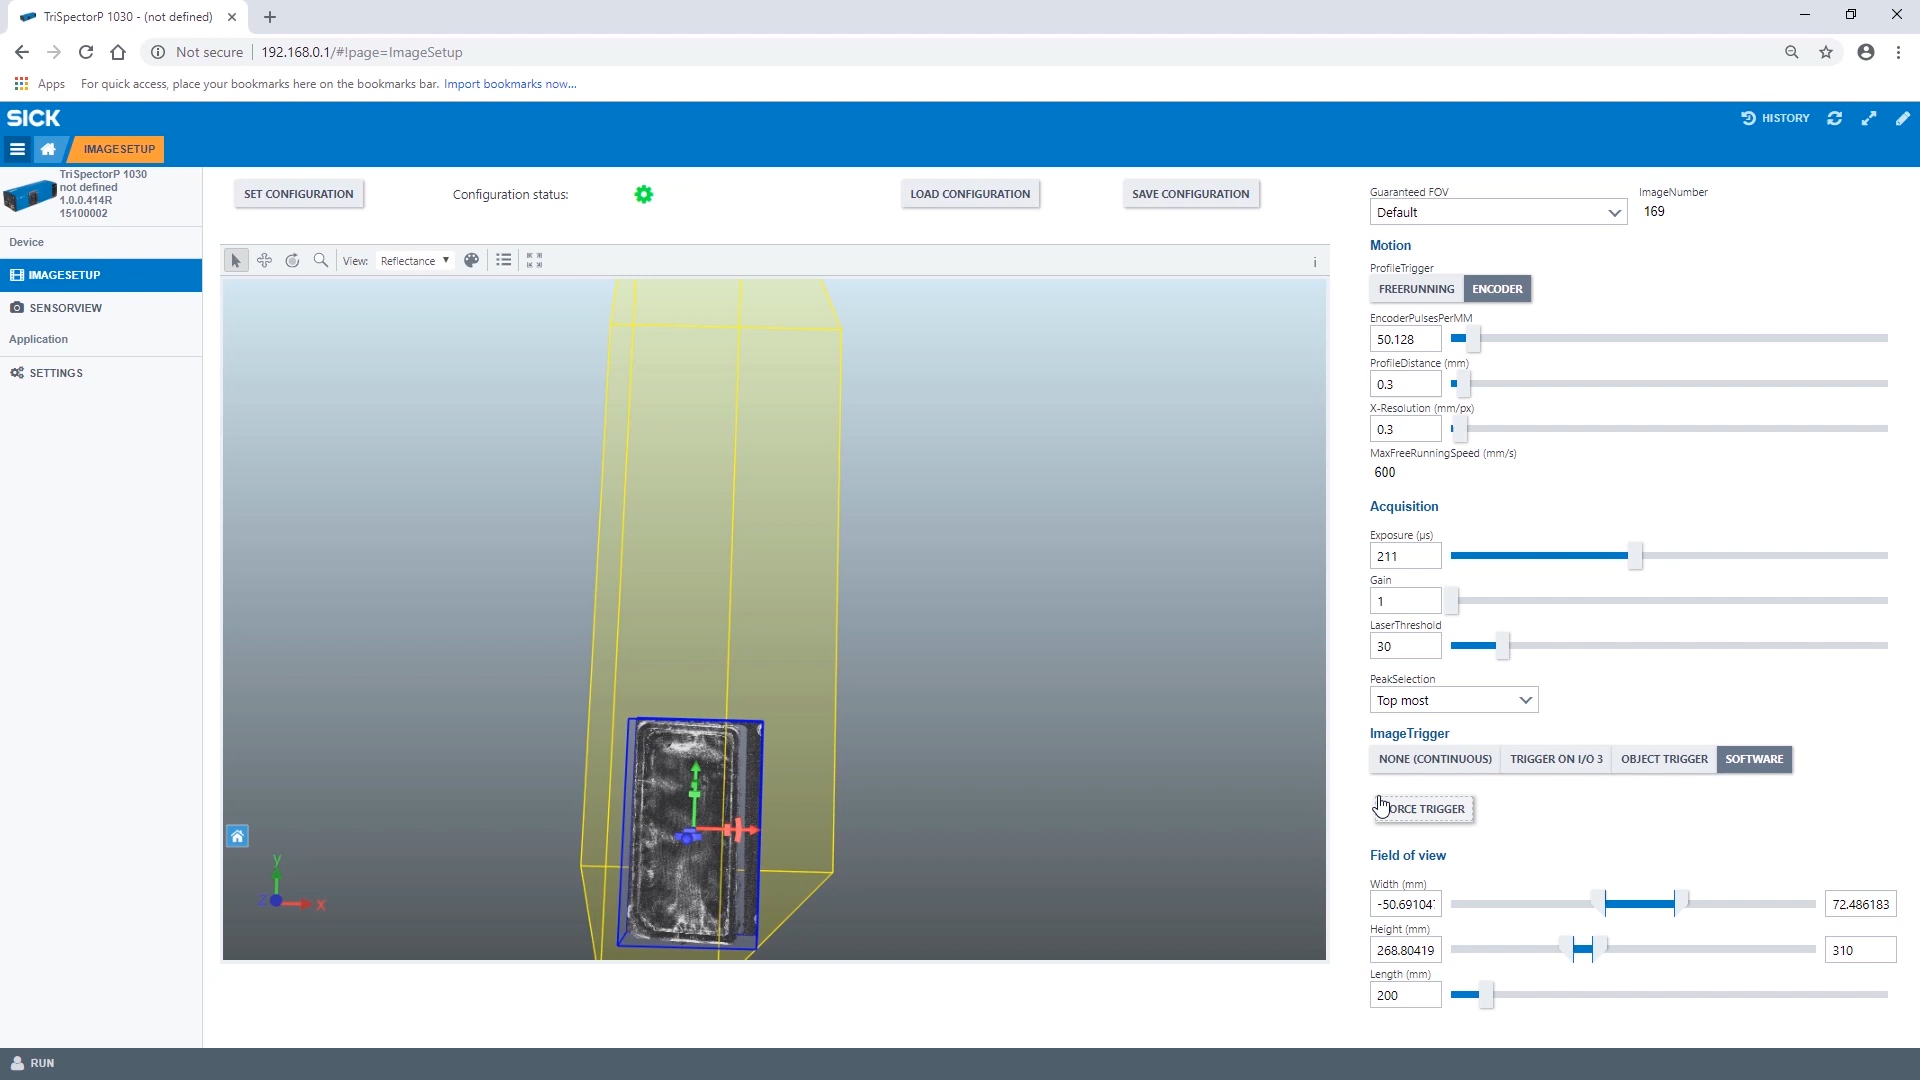 TriSpectorP 1030 - (not defined)
Not secure
192.168.0.1/#!page=ImageSetup
Apps
For quick access, place your bookmarks here on the bookmarks bar. Import bookmarks now...
SICK
HISTORY
IMAGESETUP
TriSpectorP 1030
not defined
1.0.0.414R
15100002
Device
IMAGESETUP
SENSORVIEW
Application
SETTINGS
SET CONFIGURATION
Configuration status:
LOAD CONFIGURATION
SAVE CONFIGURATION
View: Reflectance
i
y
z
x
Guaranteed FOV
Default
ImageNumber
169
Motion
ProfileTrigger
FREERUNNING
ENCODER
EncoderPulsesPerMM
50.128
ProfileDistance (mm)
0.3
X-Resolution (mm/px)
0.3
MaxFreeRunningSpeed (mm/s)
600
Acquisition
Exposure (µs)
211
Gain
1
LaserThreshold
30
PeakSelection
Top most
ImageTrigger
NONE (CONTINUOUS)
TRIGGER ON I/O 3
OBJECT TRIGGER
SOFTWARE
ORCE TRIGGER
Field of view
Width (mm)
-50.69104
72.486183
Height (mm)
268.80419
310
Length (mm)
200
RUN